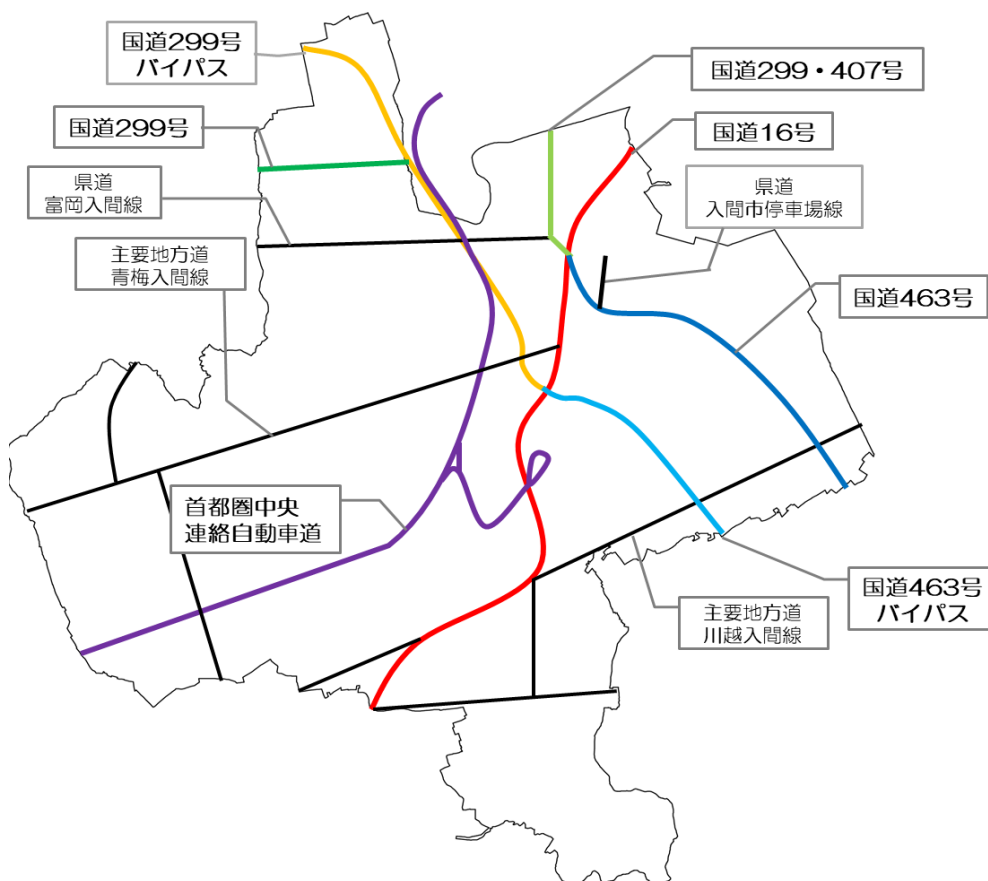 国道299号
バイパス
国道299・407号
国道299号
国道16号
県道
富岡入間線
県道
入間市停車場線
主要地方道
青梅入間線
国道463号
首都圏中央
連絡自動車道
国道463号
バイパス
主要地方道
川越入間線